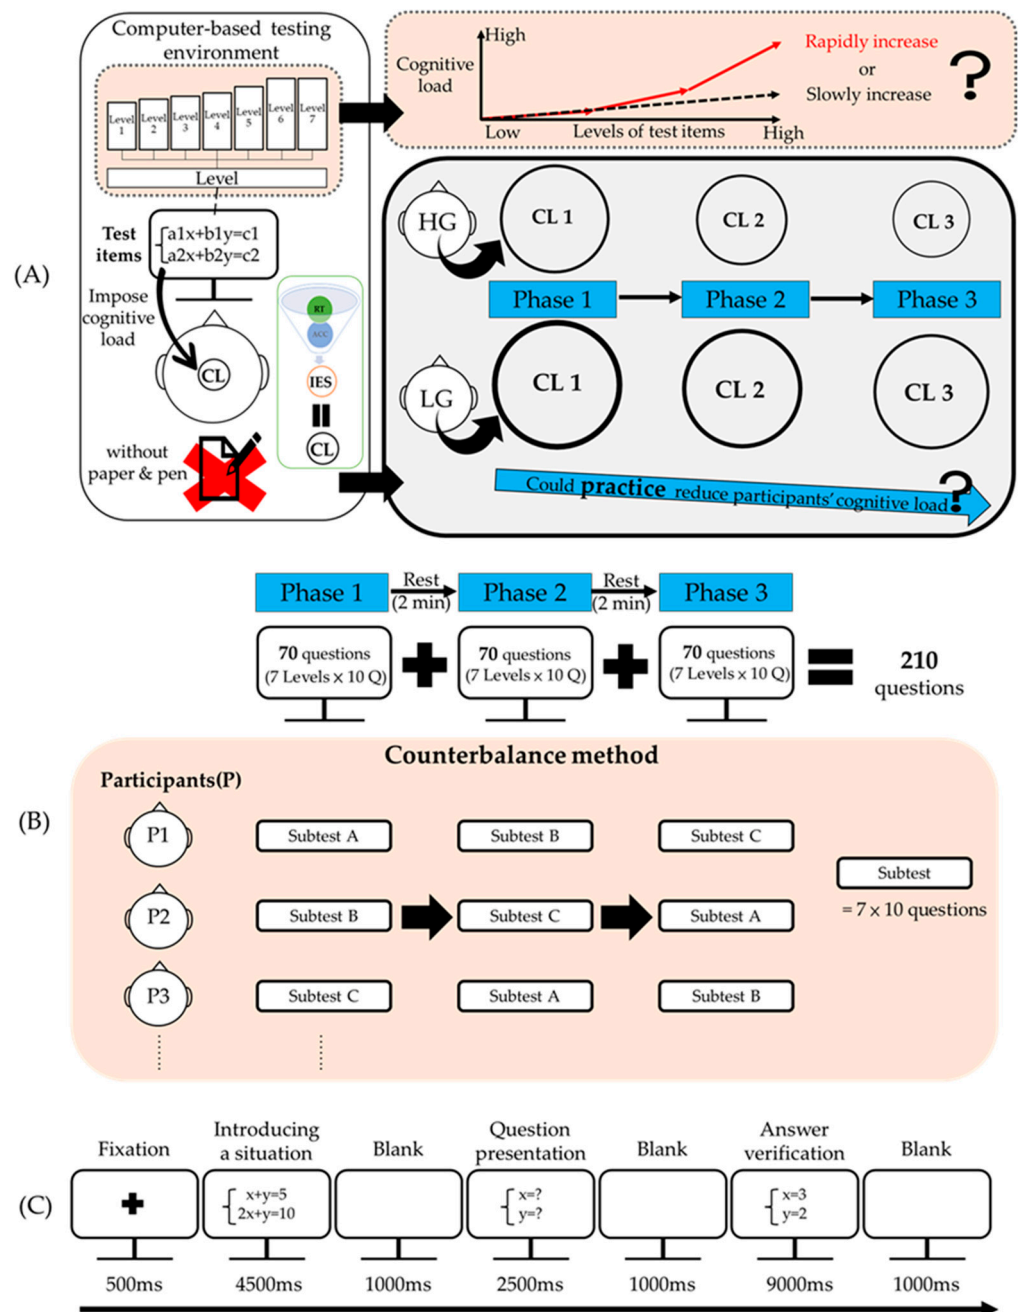 (A)
Computer-based testing
environment
Level
1
Level
2
Level
3
Level
4
Level
5
Level
6
Level
7
Level
Test
items
a1x+b1y=c1
a2x+b2y=c2
Impose
cognitive
load
CL
without
paper & pen
RT
ACC
IES
CL
High
Cognitive
load
Low
Levels of test items
High
Rapidly increase
or
Slowly increase
?
HG
CL 1
CL 2
CL 3
Phase 1
Phase 2
Phase 3
LG
CL 1
CL 2
CL 3
Could practice reduce participants' cognitive load
?
(B)
Phase 1
Rest
(2 min)
Phase 2
Rest
(2 min)
Phase 3
70 questions
(7 Levels × 10 Q)
70 questions
(7 Levels × 10 Q)
70 questions
(7 Levels × 10 Q)
210
questions
Counterbalance method
Participants(P)
P1
Subtest A
Subtest B
Subtest C
P2
Subtest B
Subtest C
Subtest A
P3
Subtest C
Subtest A
Subtest B
Subtest
= 7 × 10 questions
(C)
Fixation
Introducing
a situation
Blank
Question
presentation
Blank
Answer
verification
Blank
x+y=5
2x+y=10
x=?
y=?
x=3
y=2
500ms
4500ms
1000ms
2500ms
1000ms
9000ms
1000ms